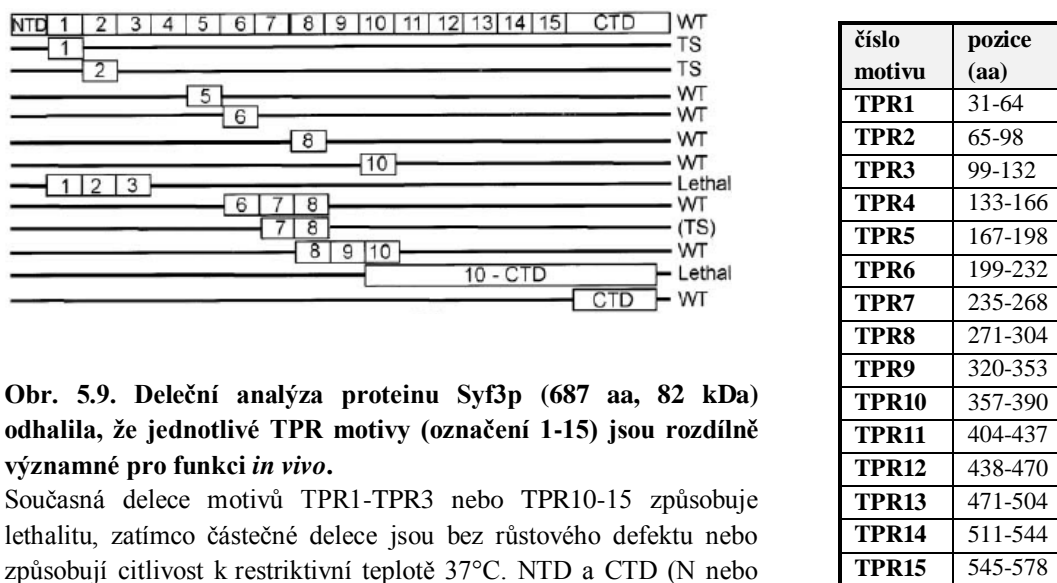 NTD 1 2 3 4 5 6 7 8 9 10 11 12 13 14 15 CTD WT
1 TS
2 TS
5 WT
6 WT
8 WT
10 WT
1 2 3 Lethal
6 7 8 WT
7 8 (TS)
8 9 10 WT
10 - CTD Lethal
CTD WT
Obr. 5.9. Deleční analýza proteinu Syf3p (687 aa, 82 kDa)
odhalila, že jednotlivé TPR motivy (označení 1-15) jsou rozdílně
významné pro funkci in vivo.
Současná delece motivů TPR1-TPR3 nebo TPR10-15 způsobuje
lethalitu, zatímco částečné delece jsou bez růstového defektu nebo
způsobují citlivost k restriktivní teplotě 37°C. NTD a CTD (N nebo
číslo pozice
motivu (aa)
TPR1 31-64
TPR2 65-98
TPR3 99-132
TPR4 133-166
TPR5 167-198
TPR6 199-232
TPR7 235-268
TPR8 271-304
TPR9 320-353
TPR10 357-390
TPR11 404-437
TPR12 438-470
TPR13 471-504
TPR14 511-544
TPR15 545-578